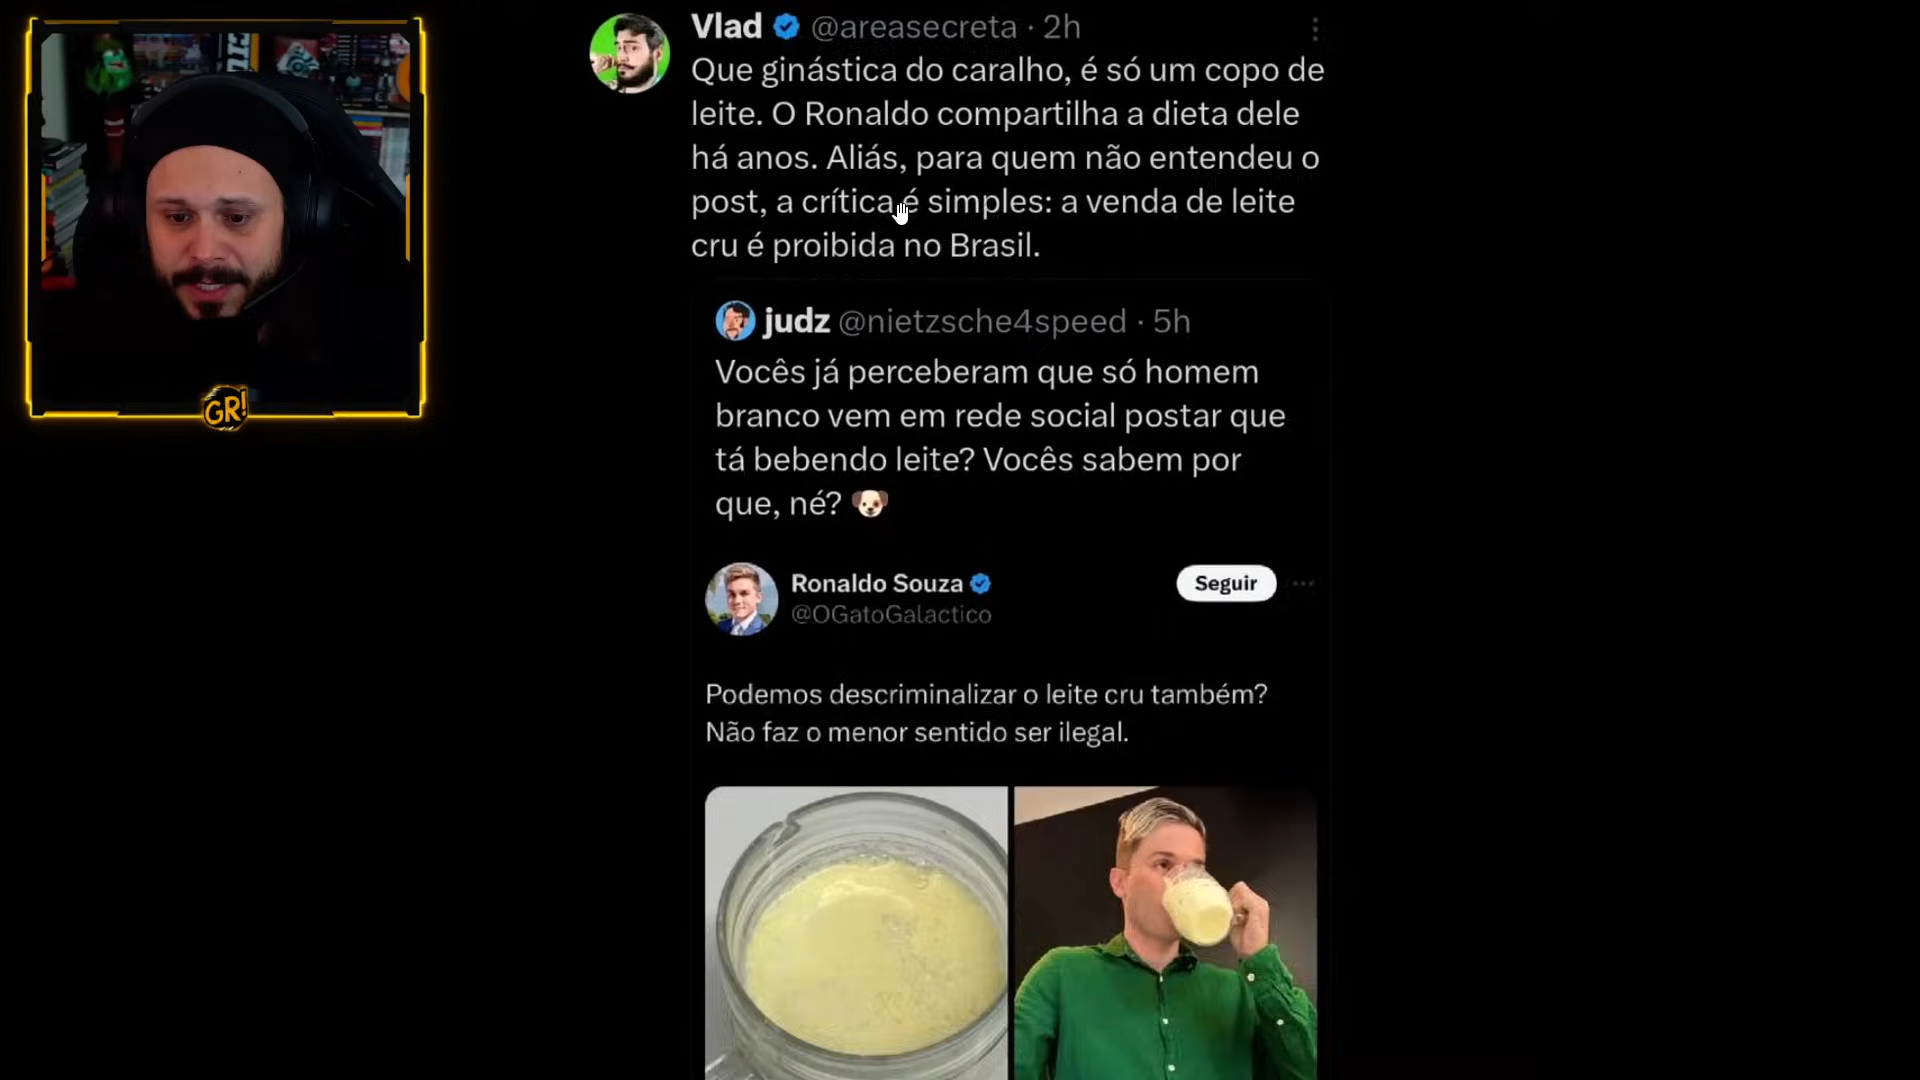 Vlad @areasecreta · 2h
Que ginástica do caralho, é só um copo de
leite. O Ronaldo compartilha a dieta dele
há anos. Aliás, para quem não entendeu o
post, a crítica é simples: a venda de leite
cru é proibida no Brasil.
judz @nietzsche4speed · 5h
Vocês já perceberam que só homem
branco vem em rede social postar que
tá bebendo leite? Vocês sabem por
que, né? 🐶
Ronaldo Souza
Seguir
@OGatoGalactico
Podemos descriminalizar o leite cru também?
Não faz o menor sentido ser ilegal.
GR!